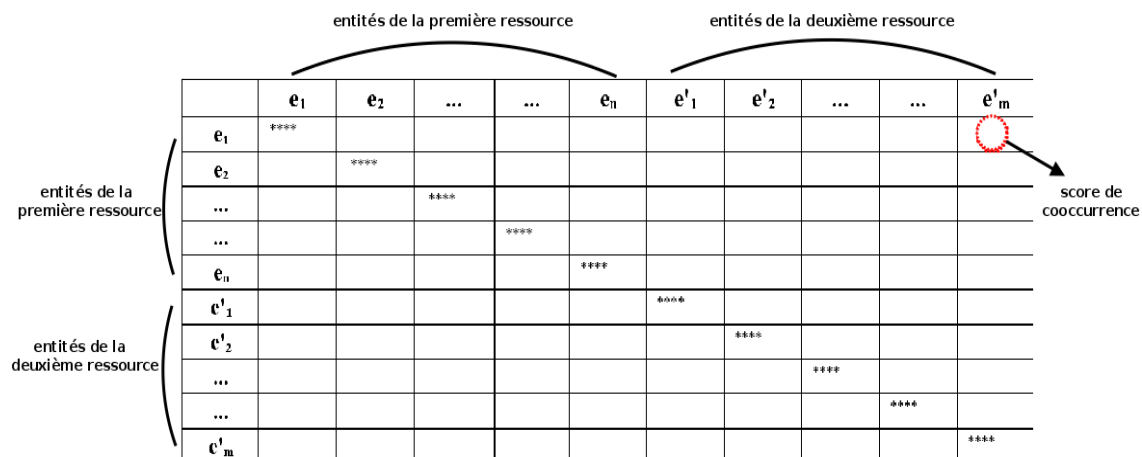 entités de la première ressource
entités de la deuxième ressource
e₁ e₂ ... ... eₙ e'₁ e'₂ ... ... e'ₘ
e₁ ****
e₂ ****
... ****
... ****
eₙ ****
e'₁ ****
e'₂ ****
... ****
... ****
e'ₘ ****
entités de la
première ressource
entités de la
deuxième ressource
score de
cooccurrence